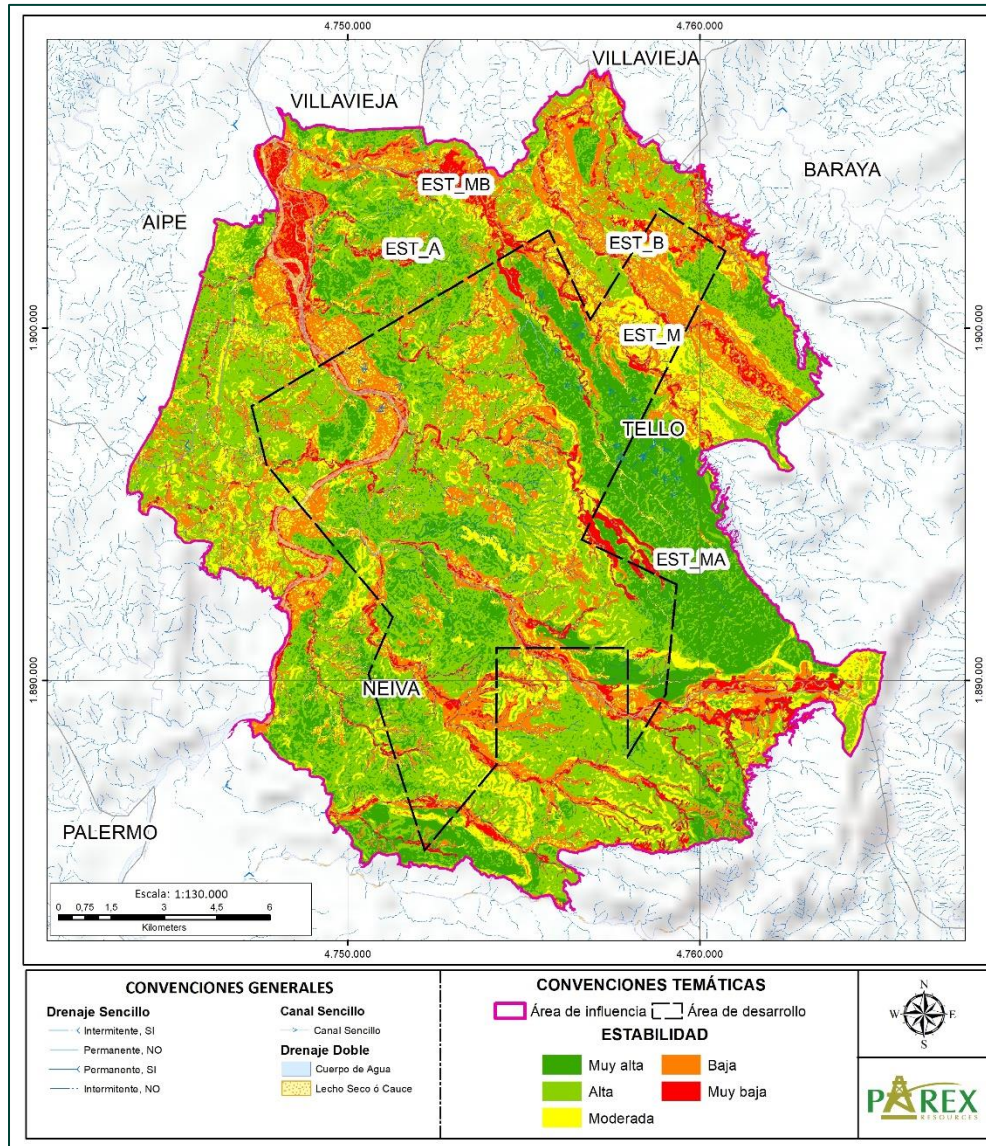 4.750.000
4.760.000
VILLAVIEJA
VILLAVIEJA
BARAYA
EST_MB
AIPE
EST_B
EST_A
1.900.000
1.900.000
EST_M
TELLO
EST_MA
1.890.000
1.890.000
NEIVA
PALERMO
Escala: 1:130.000
0 0,75 1,5 3 4,5 6
Kilometers
4.750.000
4.760.000
CONVENCIONES GENERALES
Drenaje Sencillo
Intermitente, SI
Permanente, NO
Permanente, SI
Intermitente, NO
Canal Sencillo
Canal Sencillo
Drenaje Doble
Cuerpo de Agua
Lecho Seco ó Cauce
CONVENCIONES TEMÁTICAS
Área de influencia
Área de desarrollo
ESTABILIDAD
Muy alta
Alta
Moderada
Baja
Muy baja
N
W E
S
PAREX
RESOURCES